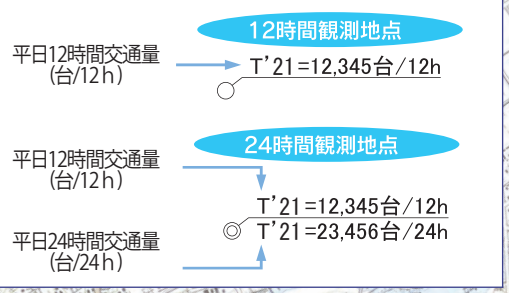 12時間観測地点
平日12時間交通量
(台/12h)
T’21=12,345台/12h
24時間観測地点
平日12時間交通量
(台/12h)
T’21=12,345台/12h
T’21=23,456台/24h
平日24時間交通量
(台/24h)